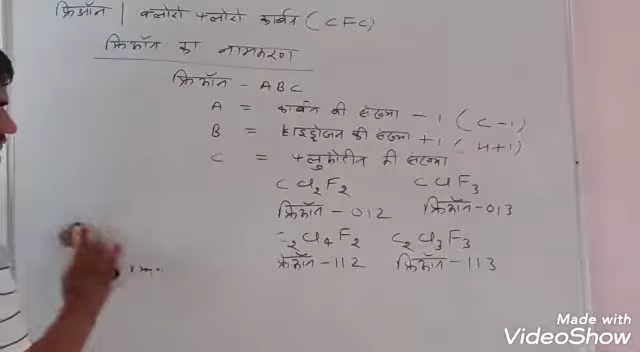 फ्रिऑन | क्लोरो फ्लोरो कार्बन (CFC)
फ्रिऑन का नामकरण
फ्रिऑन - ABC
A = कार्बन की संख्या - 1 (C-1)
B = हाइड्रोजन की संख्या + 1 (H+1)
C = फ्लुओरीन की संख्या
CCl₂F₂ CClF₃
फ्रिऑन - 012 फ्रिऑन - 013
₂Cl₄F₂ C₂Cl₃F₃
फ्रिऑन - 112 फ्रिऑन - 113
Made with
VideoShow